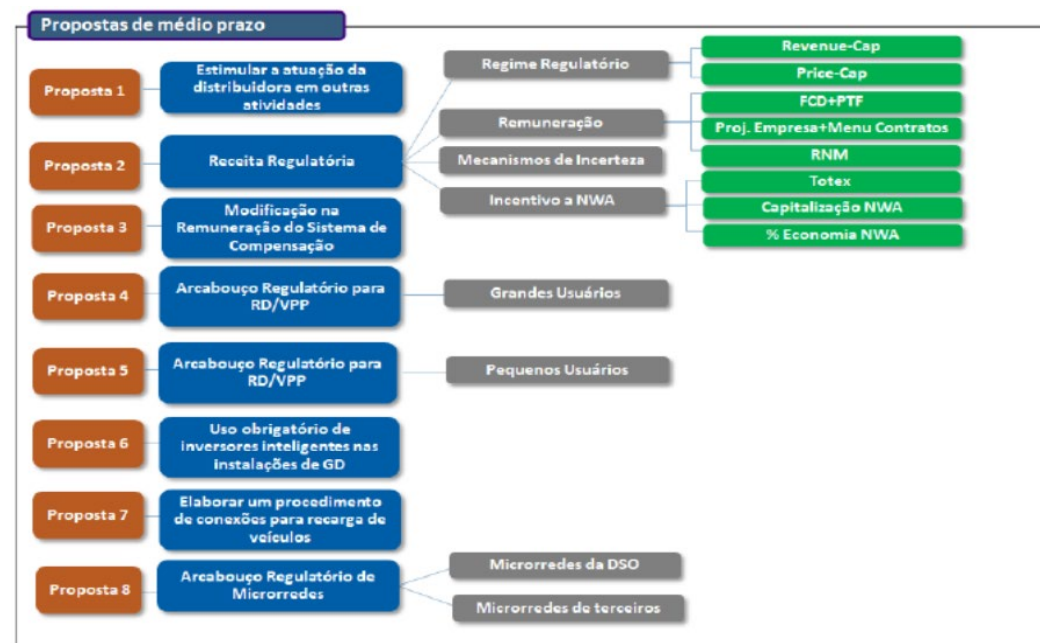 Propostas de médio prazo
Proposta 1
Estimular a atuação da
distribuidora em outras
atividades
Proposta 2
Receita Regulatória
Regime Regulatório
Revenue-Cap
Price-Cap
Remuneração
FCD+PTF
Proj. Empresa+Menu Contratos
RNM
Mecanismos de Incerteza
Incentivo a NWA
Totex
Capitalização NWA
% Economia NWA
Proposta 3
Modificação na
Remuneração do Sistema de
Compensação
Proposta 4
Arcabouço Regulatório para
RD/VPP
Grandes Usuários
Proposta 5
Arcabouço Regulatório para
RD/VPP
Pequenos Usuários
Proposta 6
Uso obrigatório de
inversores inteligentes nas
instalações de GD
Proposta 7
Elaborar um procedimento
de conexões para recarga de
veículos
Proposta 8
Arcabouço Regulatório de
Microrredes
Microrredes da DSO
Microrredes de terceiros